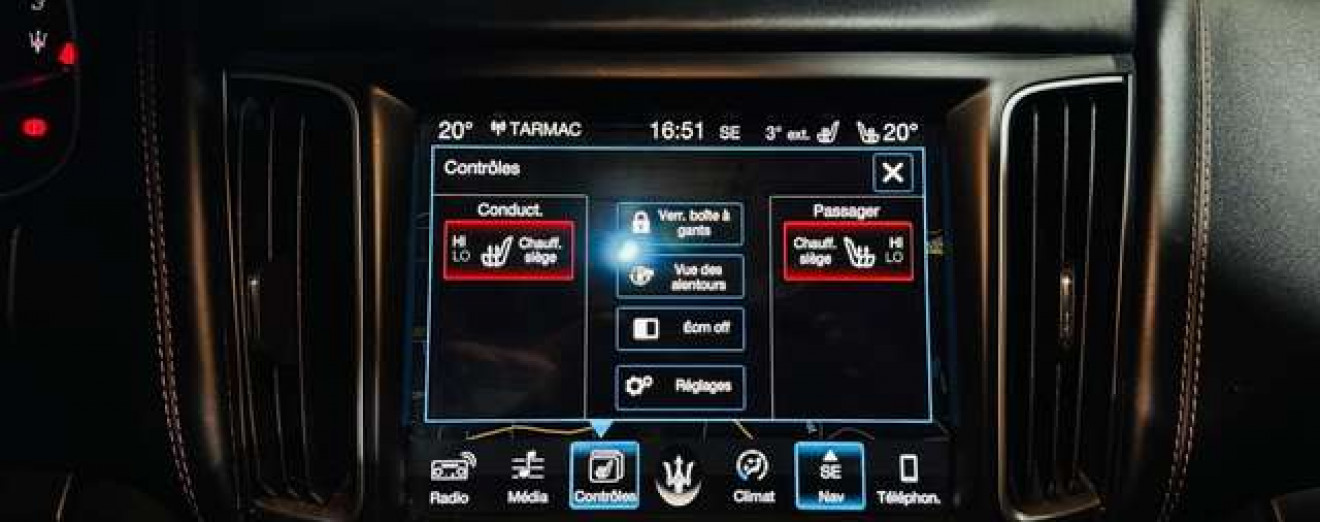 20° TARMAC 16:51 SE 3° ext. 20°
Contrôles X
Conduct.
HI
LO
Chauff.
siège
Verr. boîte à
gants
Vue des
alentours
Écrn off
Réglages
Passager
Chauff.
siège
HI
LO
Radio
Média
Contrôles
Climat
SE
Nav
Téléphon.